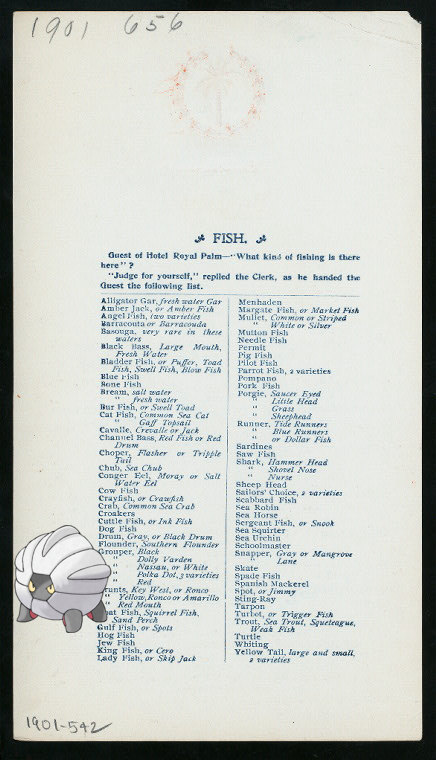 1901 656
FISH.
Guest of Hotel Royal Palm—"What kind of fishing is there
here"?
"Judge for yourself," replied the Clerk, as he handed the
Guest the following list.
Alligator Gar, fresh water Gar
Amber Jack, or Amber Fish
Angel Fish, two varieties
Barracouta or Barracouda
Basouga, very rare in these
waters
Black Bass, Large Mouth,
Fresh Water
Bladder Fish, or Puffer, Toad
Fish, Swell Fish, Blow Fish
Blue Fish
Bone Fish
Bream, salt water
" fresh water
Bur Fish, or Swell Toad
Cat Fish, Common Sea Cat
" Gaff Topsail
Cavalle, Crevalle or Jack
Channel Bass, Red Fish or Red
Drum
Choper, Flasher or Tripple
Tail
Chub, Sea Chub
Conger Eel, Moray or Salt
Water Eel
Cow Fish
Crayfish, or Crawfish
Crab, Common Sea Crab
Croakers
Cuttle Fish, or Ink Fish
Dog Fish
Drum, Gray, or Black Drum
Flounder, Southern Flounder
Grouper, Black
" Dolly Varden
" Nassau, or White
" Polka Dot, 2 varieties
" Red
runts, Key West, or Ronco
" Yellow, Ronco or Amarillo
" Red Mouth
oat Fish, Squirrel Fish,
Sand Perch
Gulf Fish, or Spots
Hog Fish
Jew Fish
King Fish, or Cero
Lady Fish, or Skip Jack
Menhaden
Margate Fish, or Market Fish
Mullet, Common or Striped
" White or Silver
Mutton Fish
Needle Fish
Permit
Pig Fish
Pilot Fish
Parrot Fish, 2 varieties
Pompano
Pork Fish
Porgie, Saucer Eyed
" Little Head
" Grass
" Sheephead
Runner, Tide Runners
" Blue Runners
" or Dollar Fish
Sardines
Saw Fish
Shark, Hammer Head
" Shovel Nose
" Nurse
Sheep Head
Sailors' Choice, 2 varieties
Scabbard Fish
Sea Robin
Sea Horse
Sergeant Fish, or Snook
Sea Squirter
Sea Urchin
Schoolmaster
Snapper, Gray or Mangrove
" Lane
Skate
Spade Fish
Spanish Mackerel
Spot, or Jimmy
Sting-Ray
Tarpon
Turbot, or Trigger Fish
Trout, Sea Trout, Squeteague,
Weak Fish
Turtle
Whiting
Yellow Tail, large and small,
2 varieties
1901-542